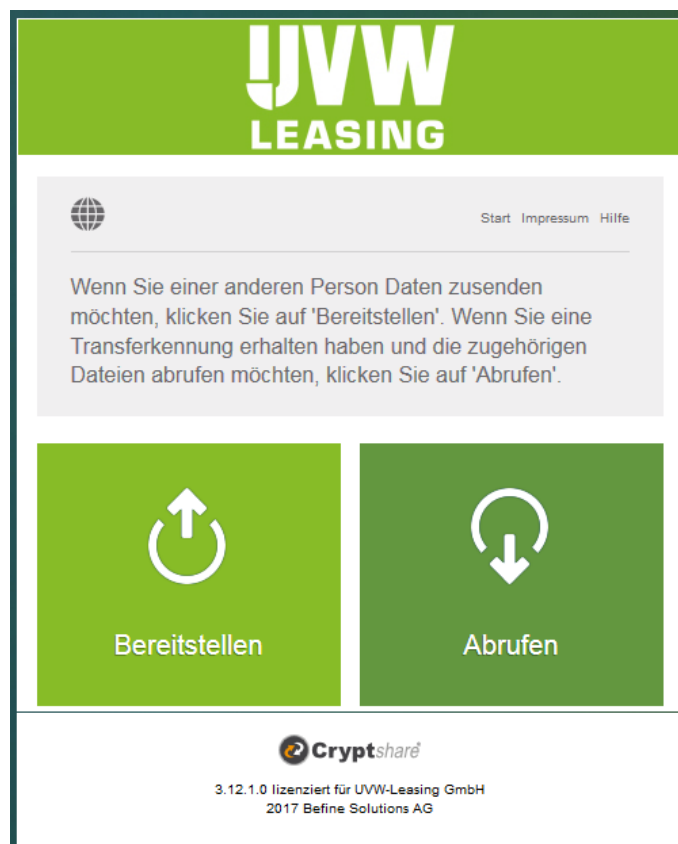 UVW
LEASING
Start Impressum Hilfe
Wenn Sie einer anderen Person Daten zusenden
möchten, klicken Sie auf 'Bereitstellen'. Wenn Sie eine
Transferkennung erhalten haben und die zugehörigen
Dateien abrufen möchten, klicken Sie auf 'Abrufen'.
Bereitstellen
Abrufen
Cryptshare
3.12.1.0 lizenziert für UVW-Leasing GmbH
2017 Befine Solutions AG